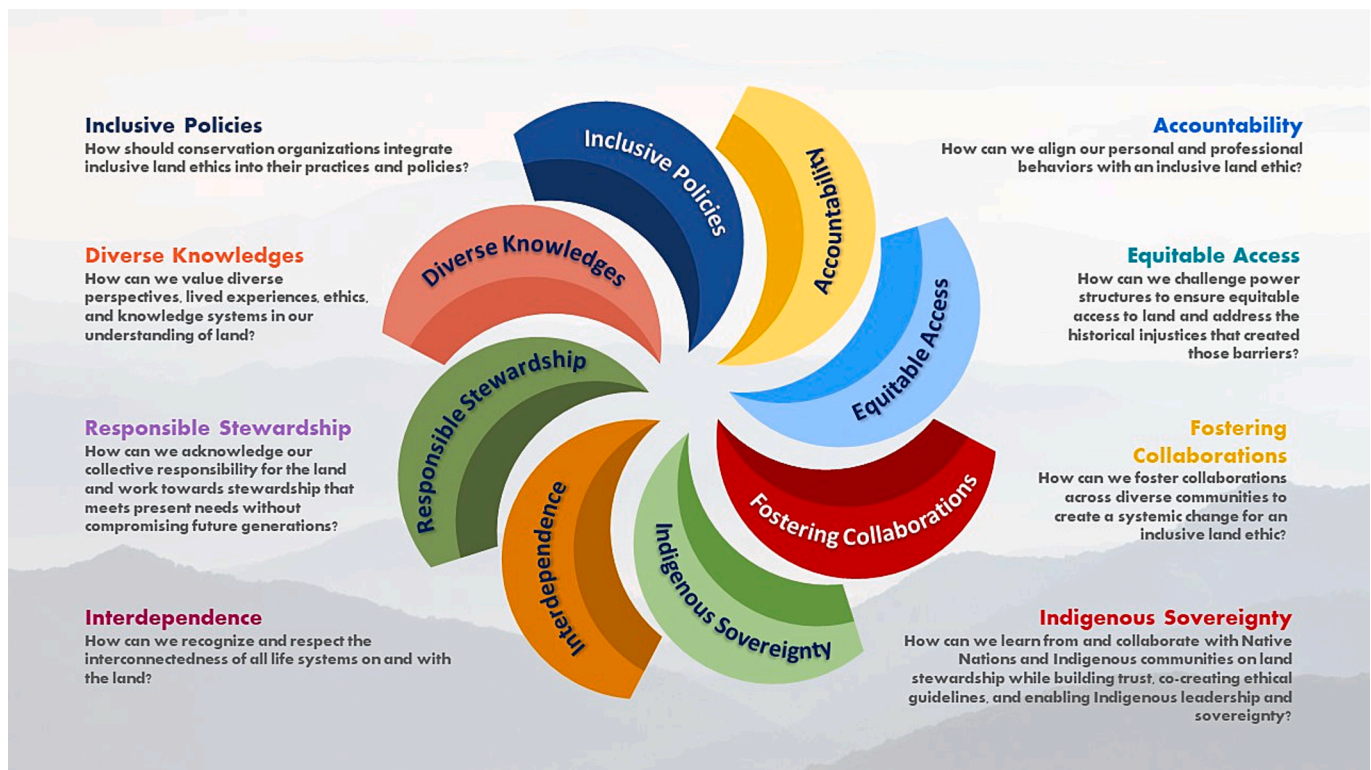 Inclusive Policies
How should conservation organizations integrate
inclusive land ethics into their practices and policies?
Diverse Knowledges
How can we value diverse
perspectives, lived experiences, ethics,
and knowledge systems in our
understanding of land?
Responsible Stewardship
How can we acknowledge our
collective responsibility for the land
and work towards stewardship that
meets present needs without
compromising future generations?
Interdependence
How can we recognize and respect the
interconnectedness of all life systems on and with
the land?
Inclusive Policies
Accountability
Equitable Access
Fostering Collaborations
Indigenous Sovereignty
Interdependence
Responsible Stewardship
Diverse Knowledges
Accountability
How can we align our personal and professional
behaviors with an inclusive land ethic?
Equitable Access
How can we challenge power
structures to ensure equitable
access to land and address the
historical injustices that created
those barriers?
Fostering
Collaborations
How can we foster collaborations
across diverse communities to
create a systemic change for an
inclusive land ethic?
Indigenous Sovereignty
How can we learn from and collaborate with Native
Nations and Indigenous communities on land
stewardship while building trust, co-creating ethical
guidelines, and enabling Indigenous leadership and
sovereignty?